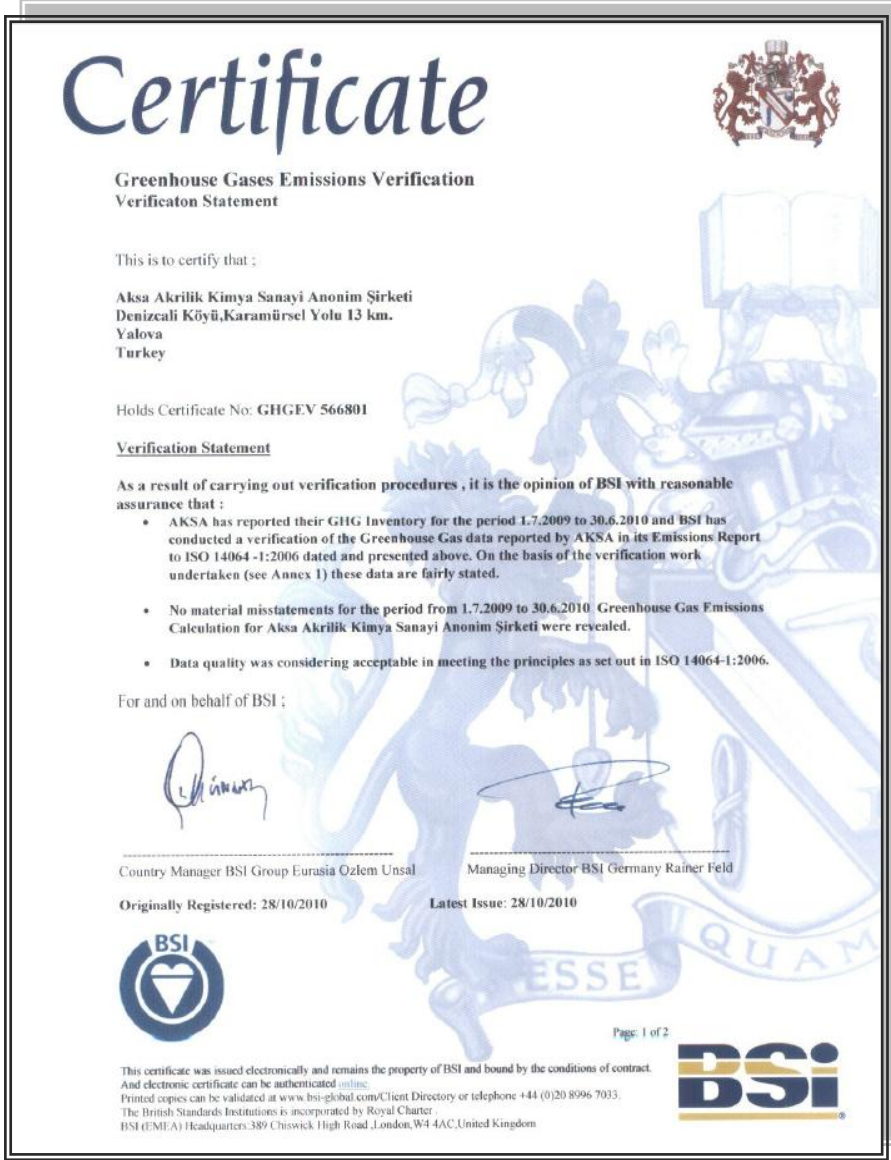 Certificate
Greenhouse Gases Emissions Verification
Verificaton Statement
This is to certify that ;
Aksa Akrilik Kimya Sanayi Anonim Şirketi
Denizcali Köyü,Karamürsel Yolu 13 km.
Yalova
Turkey
Holds Certificate No: GHGEV 566801
Verification Statement
As a result of carrying out verification procedures , it is the opinion of BSI with reasonable
assurance that :
• AKSA has reported their GHG Inventory for the period 1.7.2009 to 30.6.2010 and BSI has
conducted a verification of the Greenhouse Gas data reported by AKSA in its Emissions Report
to ISO 14064 -1:2006 dated and presented above. On the basis of the verification work
undertaken (see Annex 1) these data are fairly stated.
• No material misstatements for the period from 1.7.2009 to 30.6.2010 Greenhouse Gas Emissions
Calculation for Aksa Akrilik Kimya Sanayi Anonim Şirketi were revealed.
• Data quality was considering acceptable in meeting the principles as set out in ISO 14064-1:2006.
For and on behalf of BSI ;
Country Manager BSI Group Eurasia Ozlem Unsal
Managing Director BSI Germany Rainer Feld
Originally Registered: 28/10/2010
Latest Issue: 28/10/2010
BSI
ESSE QUAM
Page: 1 of 2
This certificate was issued electronically and remains the property of BSI and bound by the conditions of contract.
And electronic certificate can be authenticated online.
Printed copies can be validated at www.bsi-global.com/Client Directory or telephone +44 (0)20 8996 7033.
The British Standards Institutions is incorporated by Royal Charter .
BSI (EMEA) Headquarters:389 Chiswick High Road ,London,W4 4AC,United Kingdom
BSi